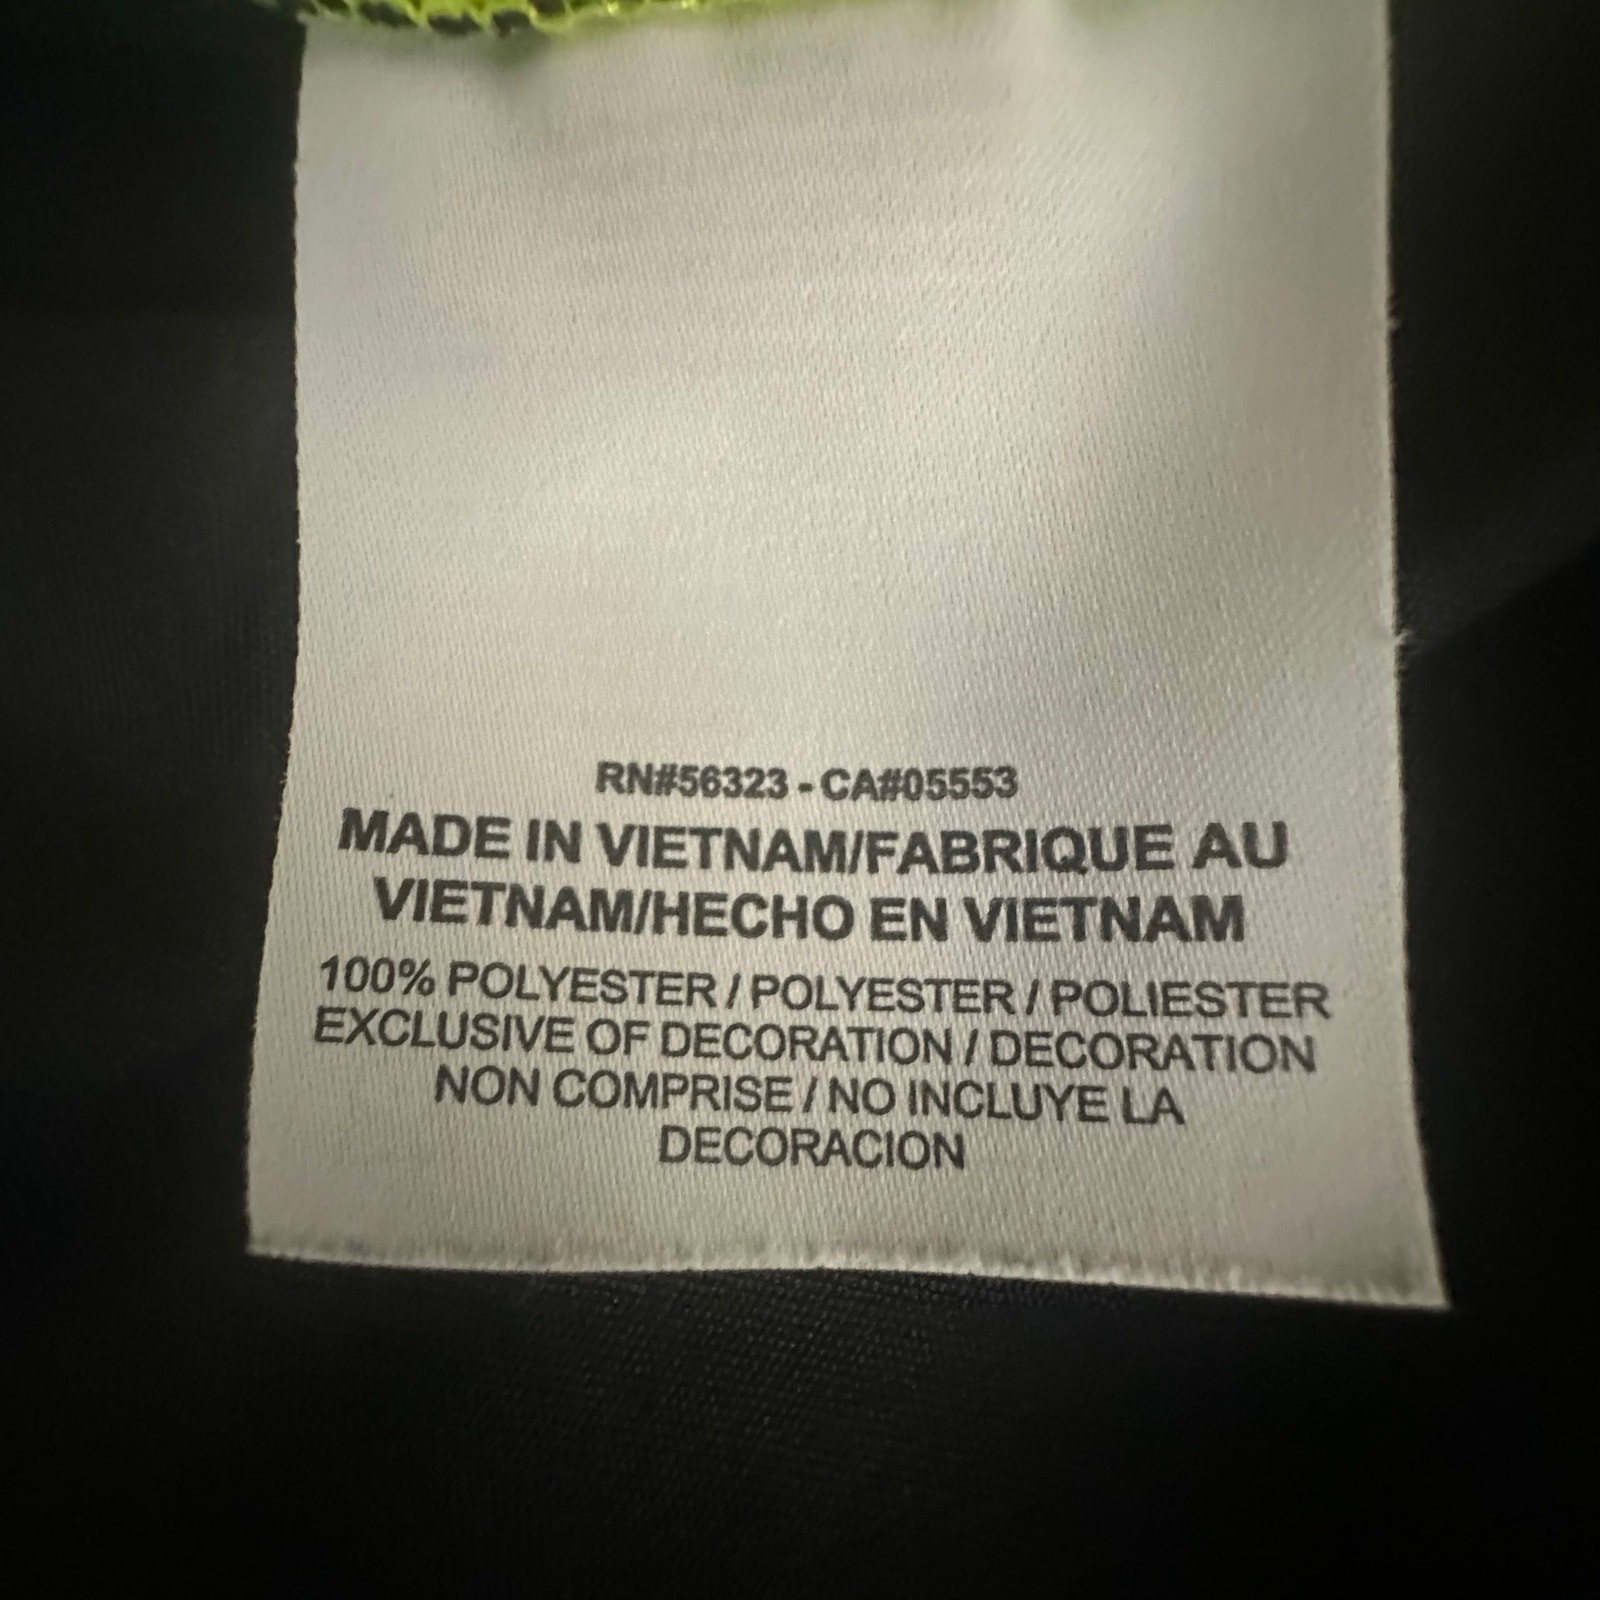 RN#56323 - CA#05553
MADE IN VIETNAM/FABRIQUE AU
VIETNAM/HECHO EN VIETNAM
100% POLYESTER / POLYESTER / POLIESTER
EXCLUSIVE OF DECORATION / DECORATION
NON COMPRISE / NO INCLUYE LA
DECORACION